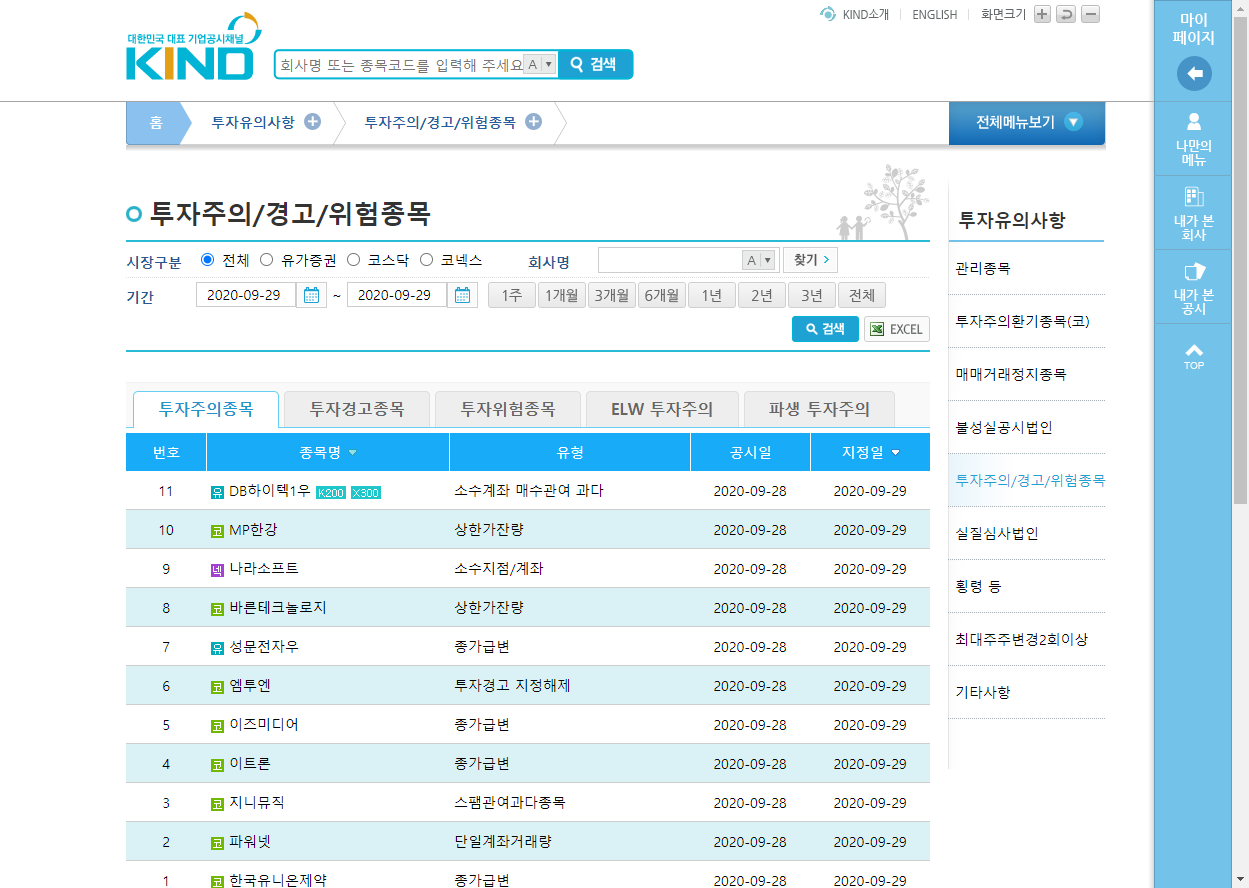 KIND소개 ENGLISH 화면크기
대한민국 대표 기업공시채널
KIND
회사명 또는 종목코드를 입력해 주세요 A 검색
홈 투자유의사항 투자주의/경고/위험종목 전체메뉴보기
투자주의/경고/위험종목
시장구분 전체 유가증권 코스닥 코넥스 회사명 A 찾기
기간 2020-09-29 ~ 2020-09-29 1주 1개월 3개월 6개월 1년 2년 3년 전체
검색 EXCEL
투자주의종목 투자경고종목 투자위험종목 ELW 투자주의 파생 투자주의
번호 종목명 유형 공시일 지정일
11 유 DB하이텍1우 K200 X300 소수계좌 매수관여 과다 2020-09-28 2020-09-29
10 코 MP한강 상한가잔량 2020-09-28 2020-09-29
9 넥 나라소프트 소수지점/계좌 2020-09-28 2020-09-29
8 코 바른테크놀로지 상한가잔량 2020-09-28 2020-09-29
7 유 성문전자우 종가급변 2020-09-28 2020-09-29
6 코 엠투엔 투자경고 지정해제 2020-09-28 2020-09-29
5 코 이즈미디어 종가급변 2020-09-28 2020-09-29
4 코 이트론 종가급변 2020-09-28 2020-09-29
3 코 지니뮤직 스팸관여과다종목 2020-09-28 2020-09-29
2 코 파워넷 단일계좌거래량 2020-09-28 2020-09-29
1 코 한국유니온제약 종가급변 2020-09-28 2020-09-29
투자유의사항
관리종목
투자주의환기종목(코)
매매거래정지종목
불성실공시법인
투자주의/경고/위험종목
실질심사법인
횡령 등
최대주주변경2회이상
기타사항
마이
페이지
나만의
메뉴
내가 본
회사
내가 본
공시
TOP